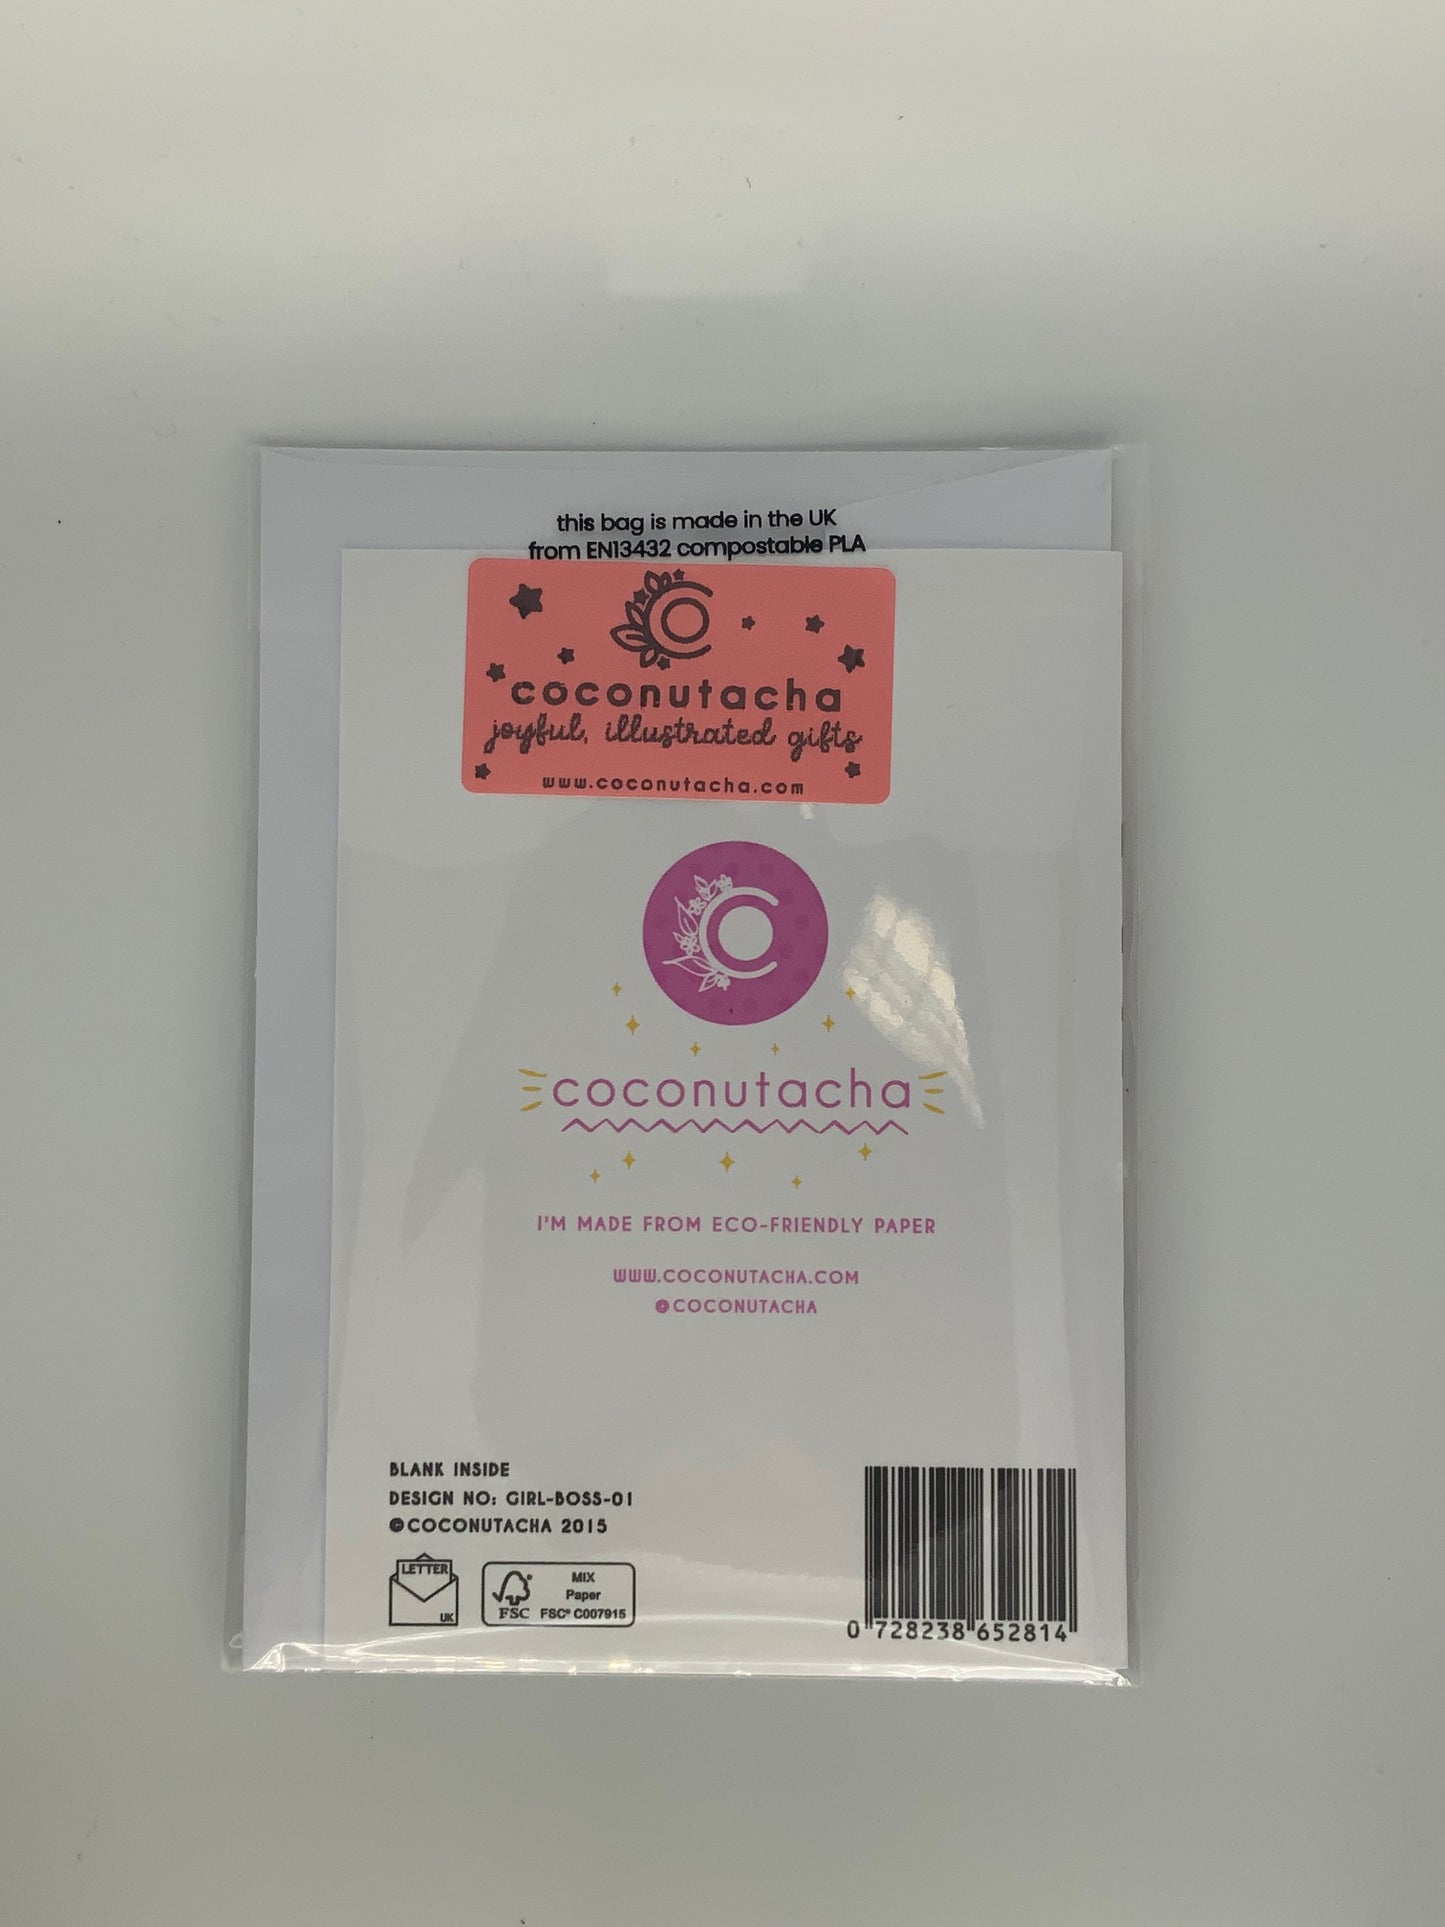 this bag is made in the UK
from EN13432 compostable PLA
coconutacha
joyful, illustrated gifts
www.coconutacha.com
coconutacha
I'M MADE FROM ECO-FRIENDLY PAPER
WWW.COCONUTACHA.COM
@COCONUTACHA
BLANK INSIDE
DESIGN NO: GIRL-BOSS-01
©COCONUTACHA 2015
LETTER
UK
MIX
Paper
FSC
FSC® C007915
0 728238 652814